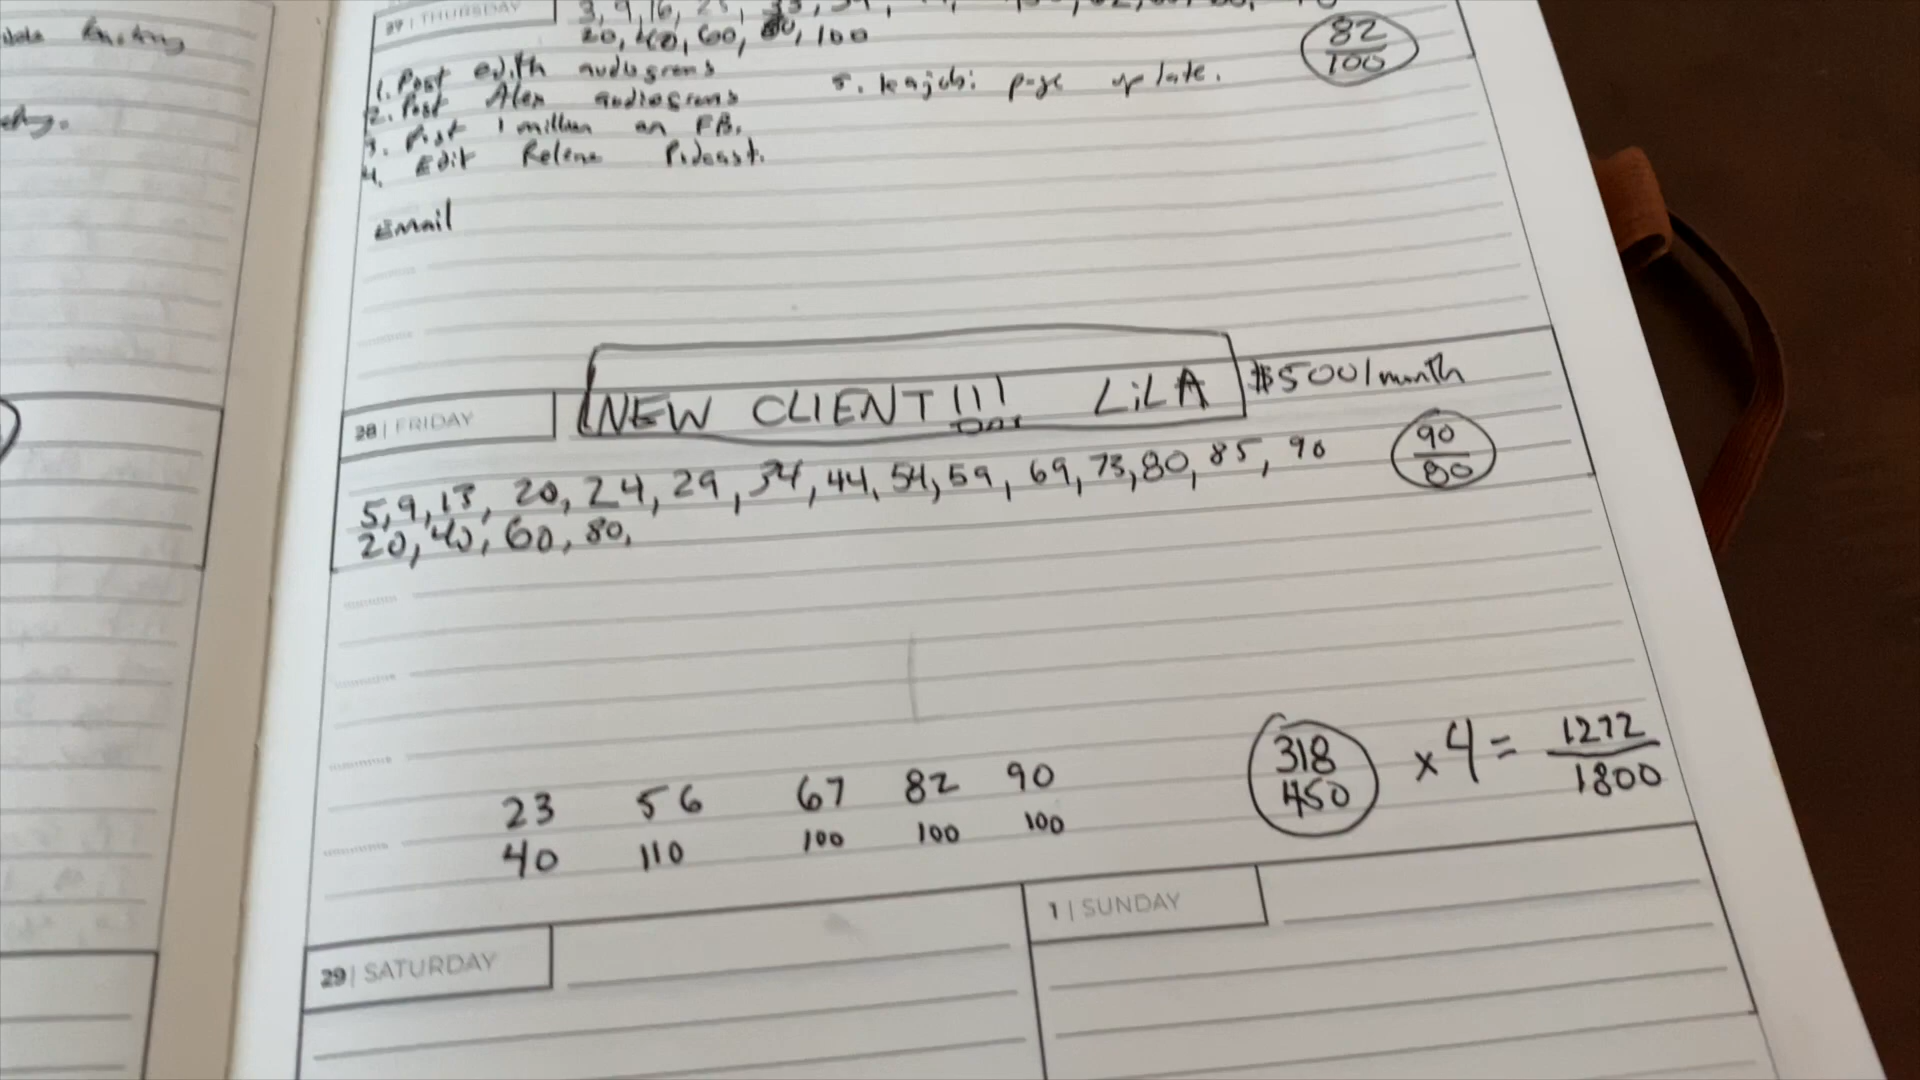 27 | THURSDAY
20, 40, 60, 80, 100
82
100
1. Post edith audiograms
2. Post Alex audiograms
3. Post 1 million on FB.
4. Edit Podcast.
5. page update.
Email
28 | FRIDAY
NEW CLIENT!!! LiLA $500/month
5, 9, 13, 20, 24, 29, 34, 44, 54, 59, 69, 73, 80, 85, 90
20, 40, 60, 80,
90
80
23 56 67 82 90
40 110 100 100 100
318
450
x 4 = 1272
1800
29 | SATURDAY
1 | SUNDAY